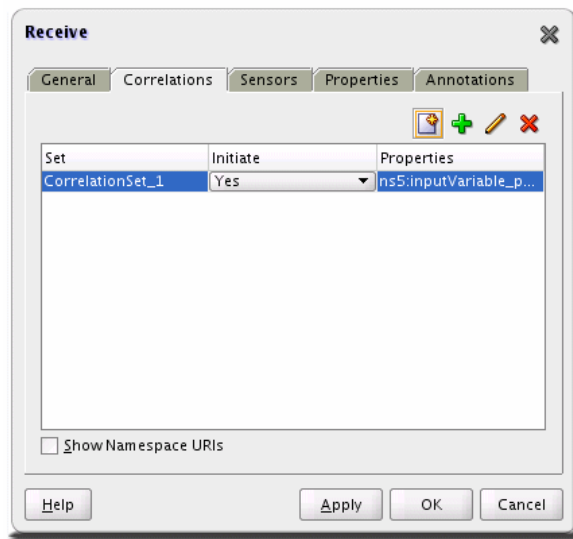 Receive
General Correlations Sensors Properties Annotations
Set Initiate Properties
CorrelationSet_1 Yes ns5:inputVariable_p...
Show Namespace URIs
Help Apply OK Cancel